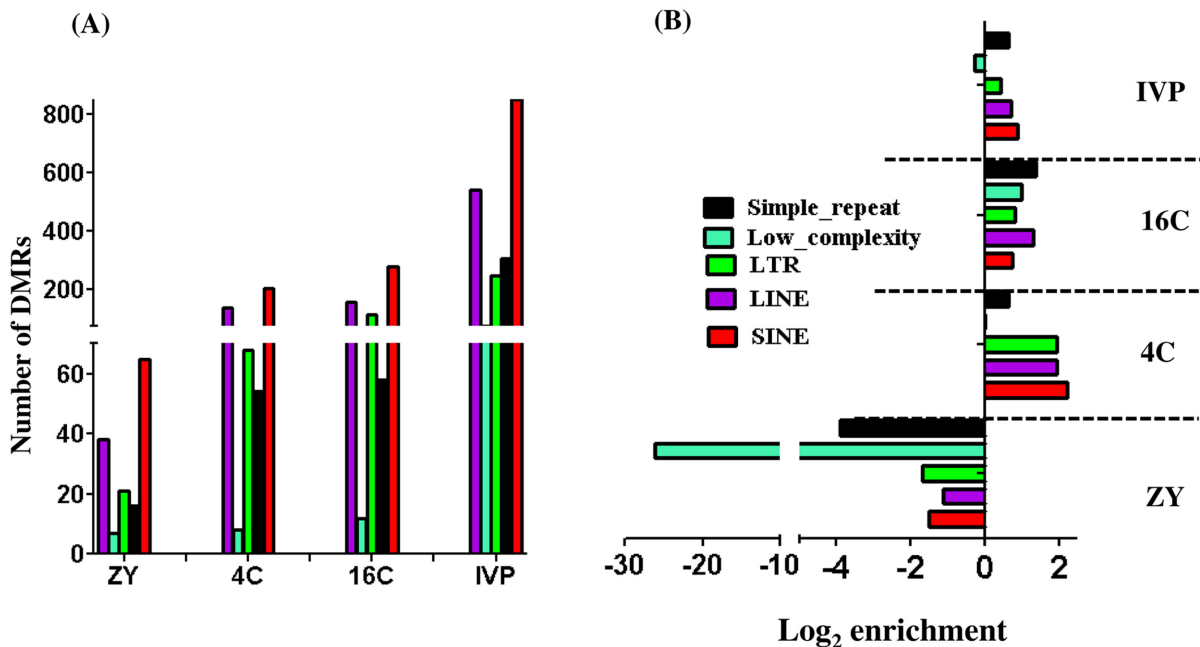 (A)
Number of DMRs
800
600
400
200
60
40
20
0
ZY 4C 16C IVP
(B)
Simple_repeat
Low_complexity
LTR
LINE
SINE
IVP
16C
4C
ZY
-30 -20 -10 -4 -2 0 2
Log₂ enrichment